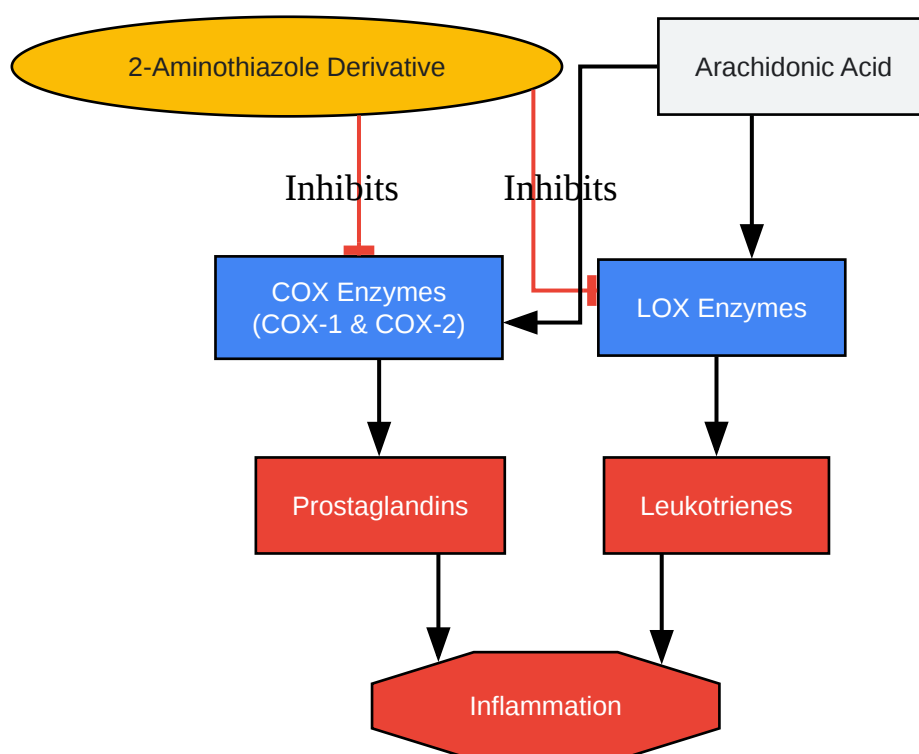 2-Aminothiazole Derivative
Arachidonic Acid
Inhibits
Inhibits
COX Enzymes
(COX-1 & COX-2)
LOX Enzymes
Prostaglandins
Leukotrienes
Inflammation